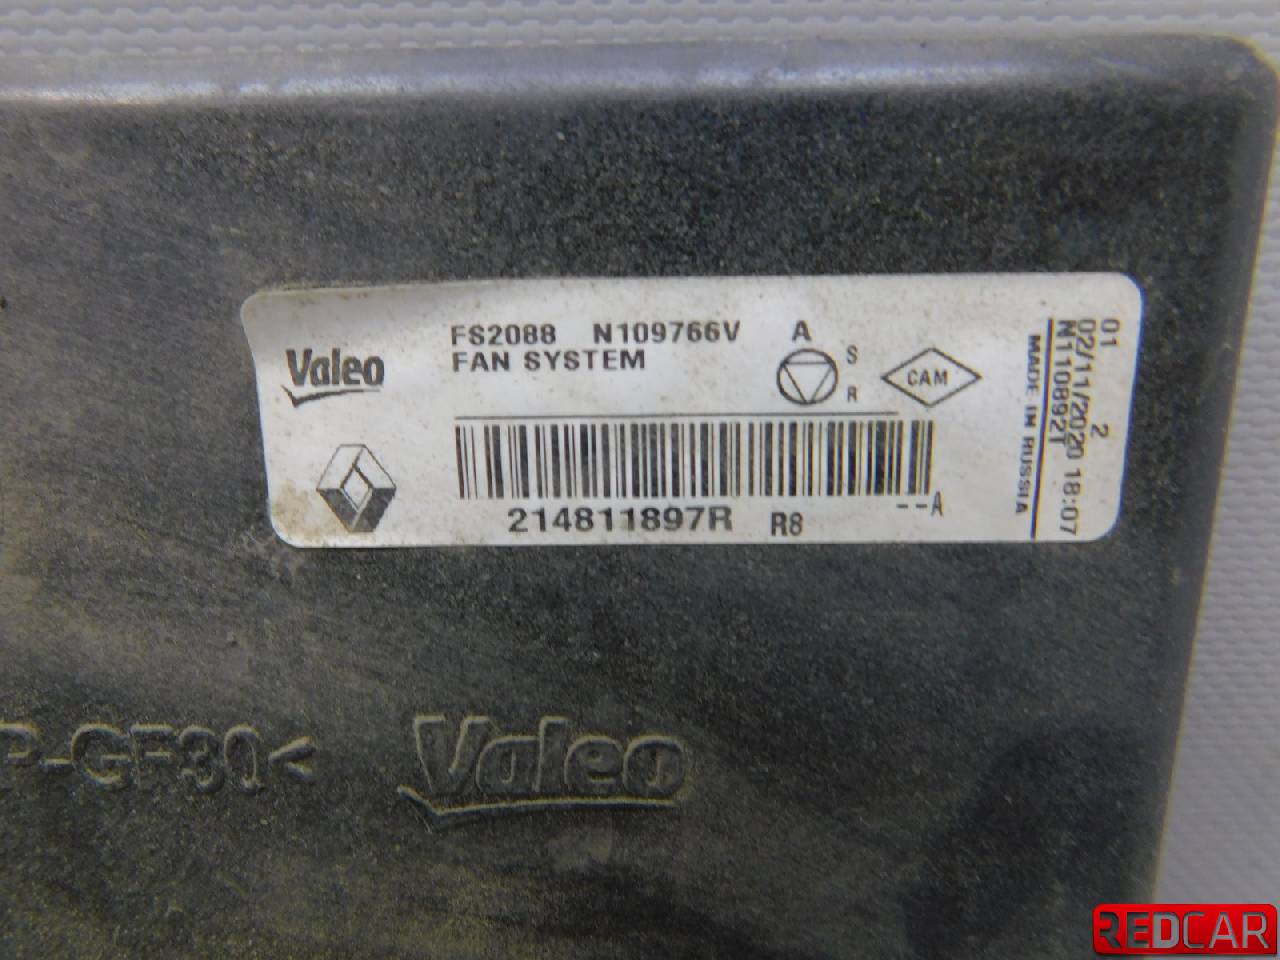 Valeo
FS2088 N109766V A
FAN SYSTEM
S
R
CAM
214811897R R8 --A
01 2
02/11/2020 18:07
N1108921
MADE IN RUSSIA
P-GF30<
Valeo
REDCAR